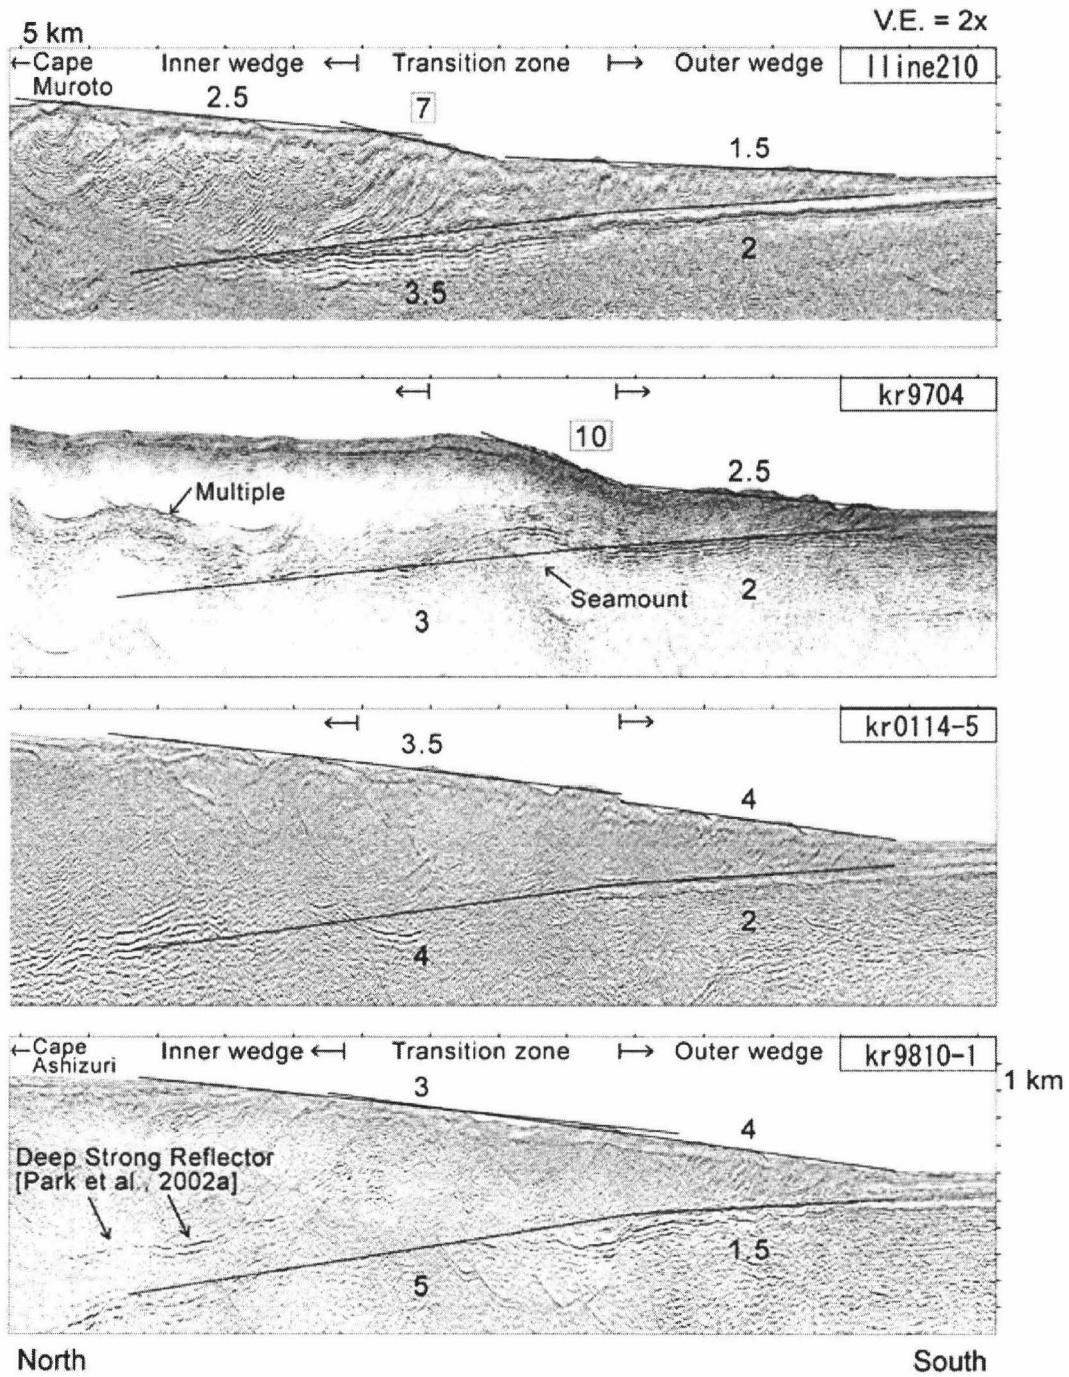 5 km
V.E. = 2x
←Cape Muroto
Inner wedge
Transition zone
Outer wedge
lline210
2.5
7
1.5
2
3.5
kr9704
10
2.5
Multiple
Seamount
2
3
kr0114-5
3.5
4
2
4
←Cape Ashizuri
Inner wedge
Transition zone
Outer wedge
kr9810-1
1 km
3
4
Deep Strong Reflector
[Park et al., 2002a]
1.5
5
North
South